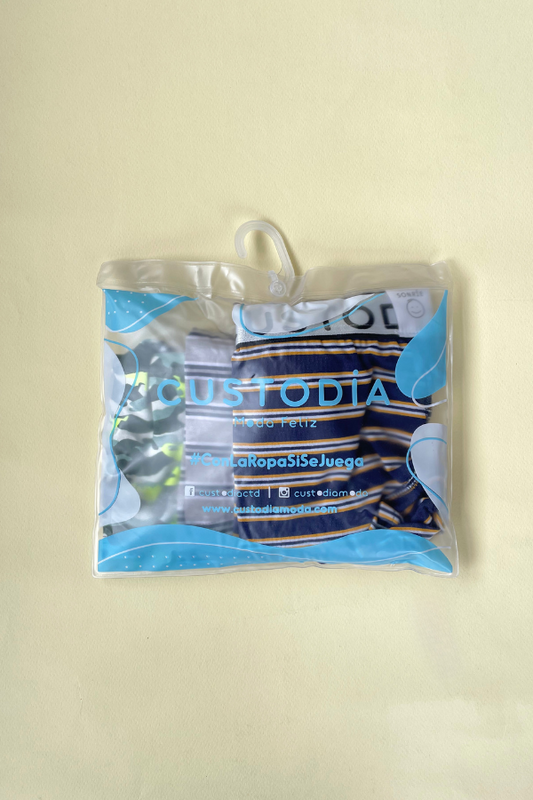 CUSTODIA
Moda Feliz
#ConLaRopaSiSeJuega
custodiactd | custodiamoda
www.custodiamoda.com